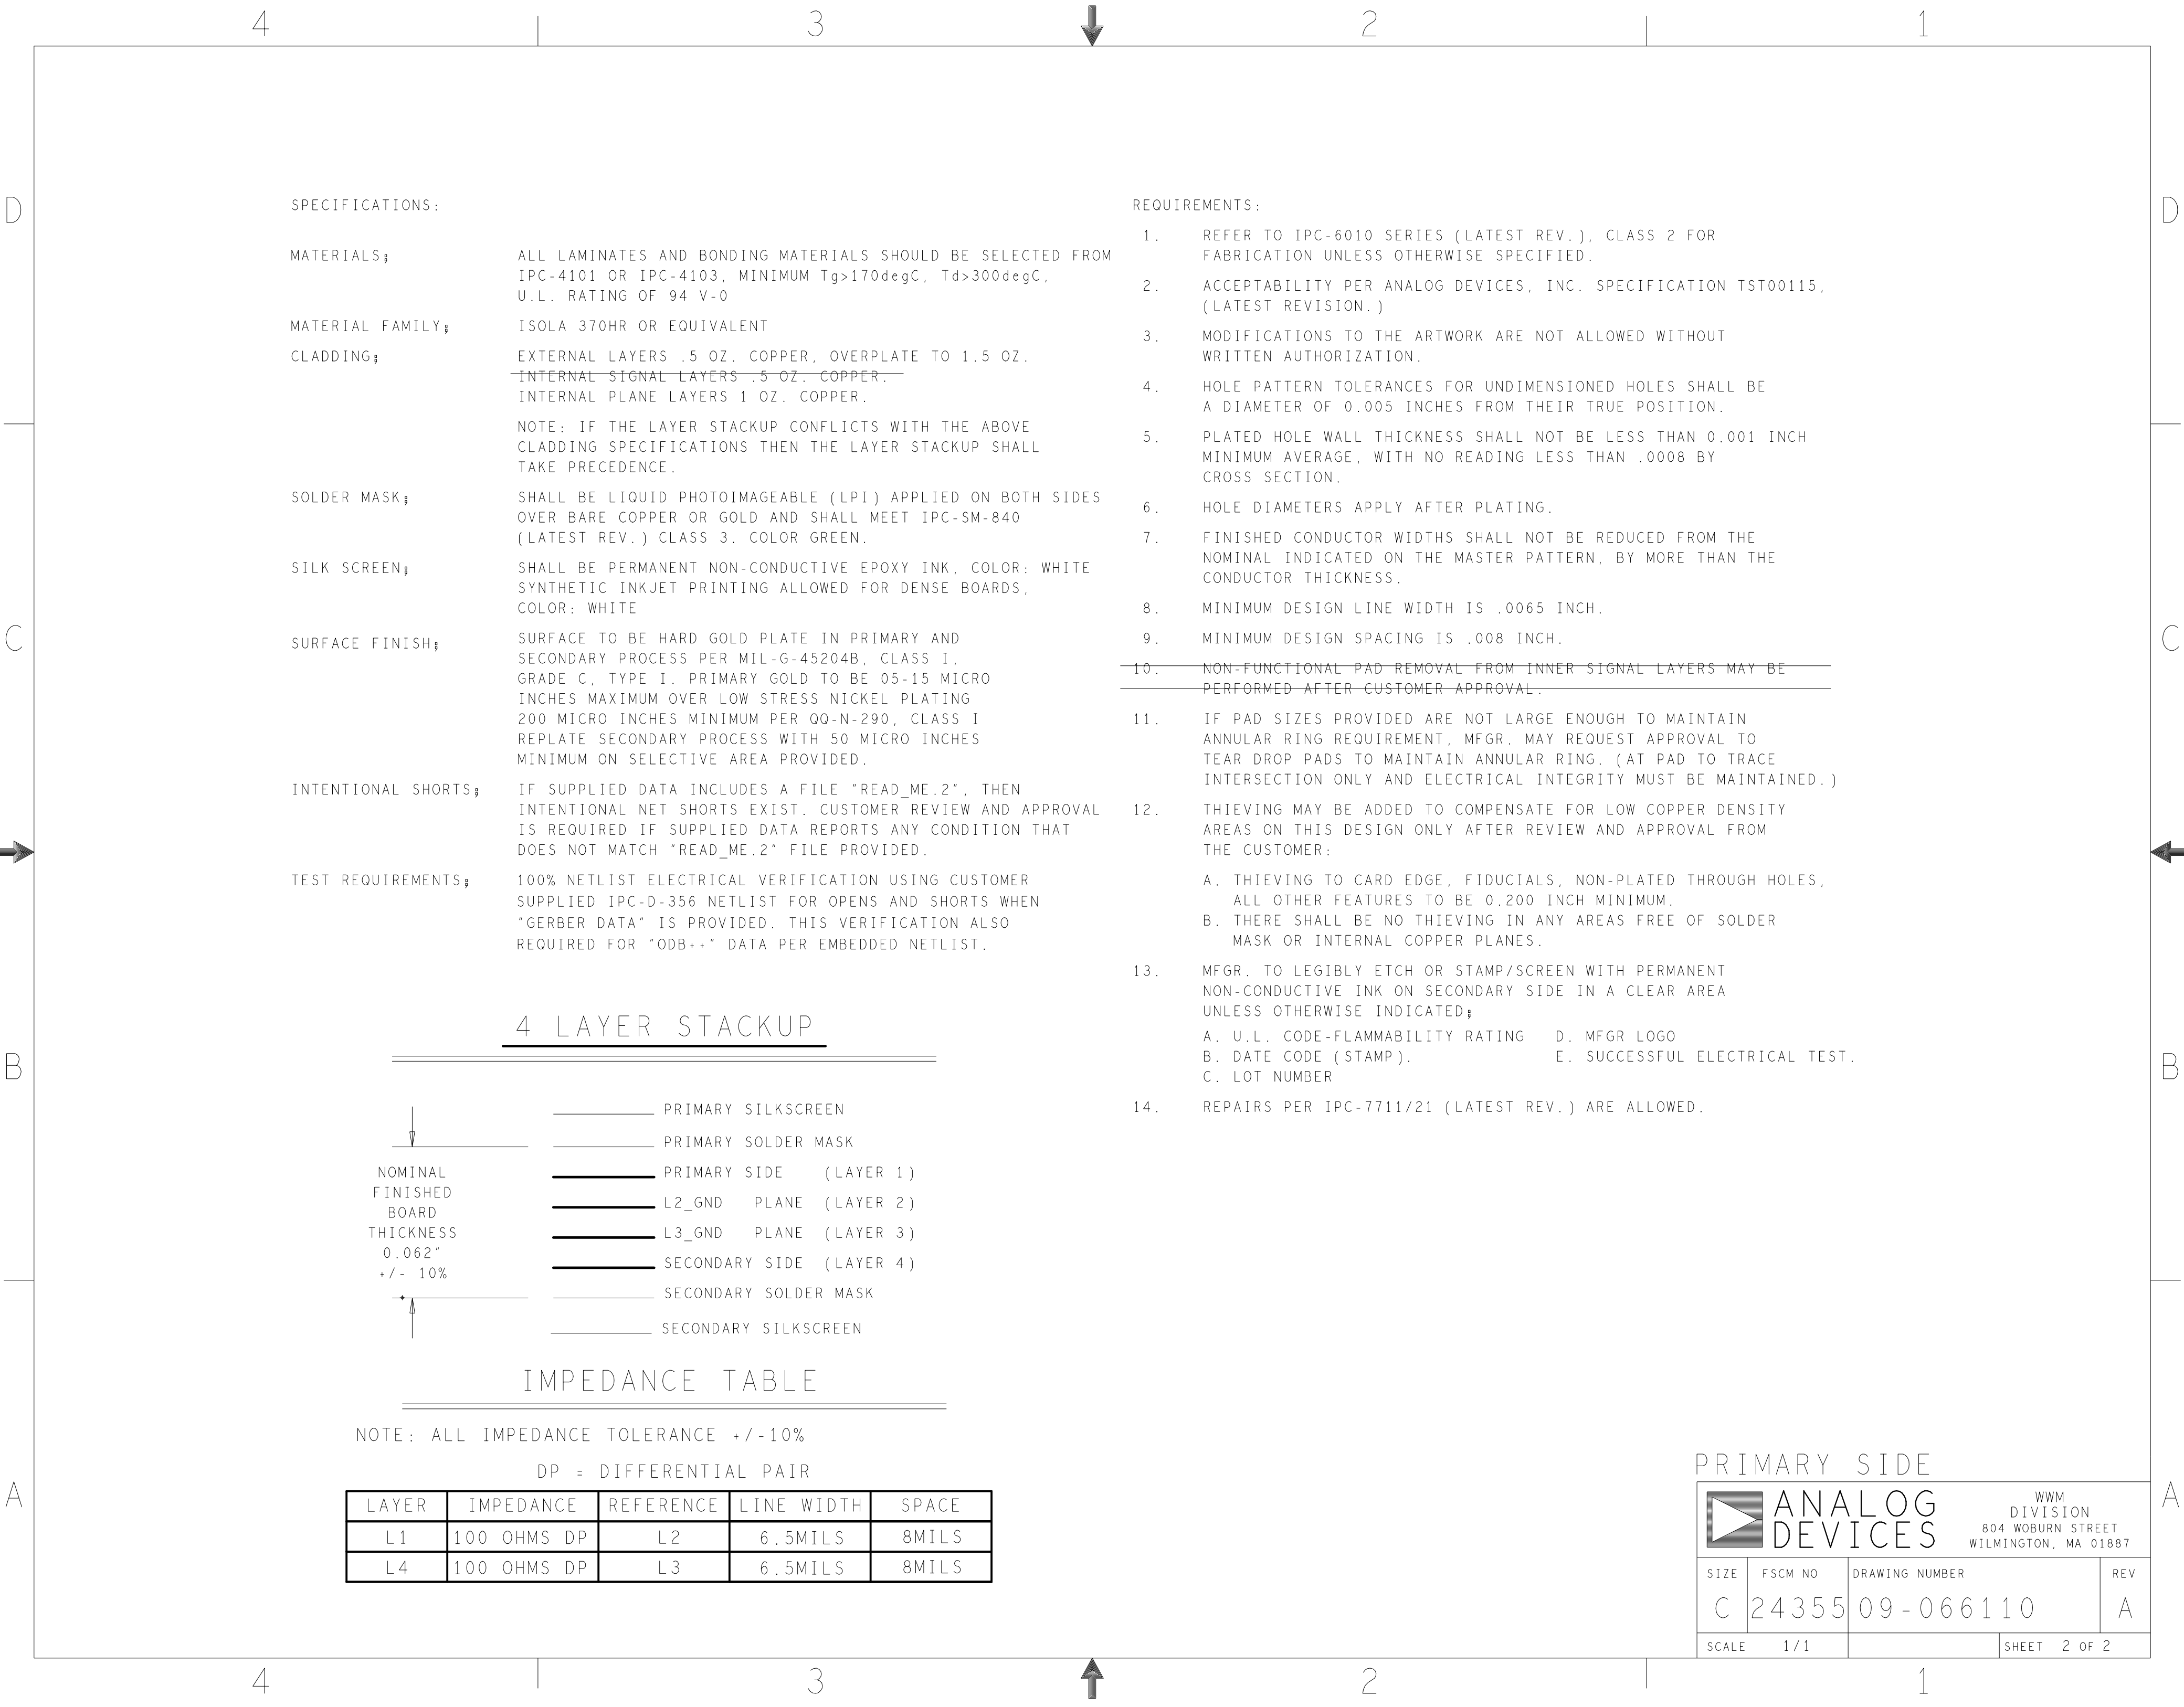 4 3 2 1
D D
SPECIFICATIONS:
MATERIALS; ALL LAMINATES AND BONDING MATERIALS SHOULD BE SELECTED FROM
IPC-4101 OR IPC-4103, MINIMUM Tg>170degC, Td>300degC,
U.L. RATING OF 94 V-0
MATERIAL FAMILY; ISOLA 370HR OR EQUIVALENT
CLADDING; EXTERNAL LAYERS .5 OZ. COPPER, OVERPLATE TO 1.5 OZ.
INTERNAL SIGNAL LAYERS .5 OZ. COPPER.
INTERNAL PLANE LAYERS 1 OZ. COPPER.
NOTE: IF THE LAYER STACKUP CONFLICTS WITH THE ABOVE
CLADDING SPECIFICATIONS THEN THE LAYER STACKUP SHALL
TAKE PRECEDENCE.
SOLDER MASK; SHALL BE LIQUID PHOTOIMAGEABLE (LPI) APPLIED ON BOTH SIDES
OVER BARE COPPER OR GOLD AND SHALL MEET IPC-SM-840
(LATEST REV.) CLASS 3. COLOR GREEN.
SILK SCREEN; SHALL BE PERMANENT NON-CONDUCTIVE EPOXY INK, COLOR: WHITE
SYNTHETIC INKJET PRINTING ALLOWED FOR DENSE BOARDS,
COLOR: WHITE
SURFACE FINISH; SURFACE TO BE HARD GOLD PLATE IN PRIMARY AND
SECONDARY PROCESS PER MIL-G-45204B, CLASS I,
GRADE C, TYPE I. PRIMARY GOLD TO BE 05-15 MICRO
INCHES MAXIMUM OVER LOW STRESS NICKEL PLATING
200 MICRO INCHES MINIMUM PER QQ-N-290, CLASS I
REPLATE SECONDARY PROCESS WITH 50 MICRO INCHES
MINIMUM ON SELECTIVE AREA PROVIDED.
INTENTIONAL SHORTS; IF SUPPLIED DATA INCLUDES A FILE "READ_ME.2", THEN
INTENTIONAL NET SHORTS EXIST. CUSTOMER REVIEW AND APPROVAL
IS REQUIRED IF SUPPLIED DATA REPORTS ANY CONDITION THAT
DOES NOT MATCH "READ_ME.2" FILE PROVIDED.
TEST REQUIREMENTS; 100% NETLIST ELECTRICAL VERIFICATION USING CUSTOMER
SUPPLIED IPC-D-356 NETLIST FOR OPENS AND SHORTS WHEN
"GERBER DATA" IS PROVIDED. THIS VERIFICATION ALSO
REQUIRED FOR "ODB++" DATA PER EMBEDDED NETLIST.
REQUIREMENTS:
1. REFER TO IPC-6010 SERIES (LATEST REV.), CLASS 2 FOR
FABRICATION UNLESS OTHERWISE SPECIFIED.
2. ACCEPTABILITY PER ANALOG DEVICES, INC. SPECIFICATION TST00115,
(LATEST REVISION.)
3. MODIFICATIONS TO THE ARTWORK ARE NOT ALLOWED WITHOUT
WRITTEN AUTHORIZATION.
4. HOLE PATTERN TOLERANCES FOR UNDIMENSIONED HOLES SHALL BE
A DIAMETER OF 0.005 INCHES FROM THEIR TRUE POSITION.
5. PLATED HOLE WALL THICKNESS SHALL NOT BE LESS THAN 0.001 INCH
MINIMUM AVERAGE, WITH NO READING LESS THAN .0008 BY
CROSS SECTION.
6. HOLE DIAMETERS APPLY AFTER PLATING.
7. FINISHED CONDUCTOR WIDTHS SHALL NOT BE REDUCED FROM THE
NOMINAL INDICATED ON THE MASTER PATTERN, BY MORE THAN THE
CONDUCTOR THICKNESS.
8. MINIMUM DESIGN LINE WIDTH IS .0065 INCH.
9. MINIMUM DESIGN SPACING IS .008 INCH.
10. NON-FUNCTIONAL PAD REMOVAL FROM INNER SIGNAL LAYERS MAY BE
PERFORMED AFTER CUSTOMER APPROVAL.
11. IF PAD SIZES PROVIDED ARE NOT LARGE ENOUGH TO MAINTAIN
ANNULAR RING REQUIREMENT, MFGR, MAY REQUEST APPROVAL TO
TEAR DROP PADS TO MAINTAIN ANNULAR RING. (AT PAD TO TRACE
INTERSECTION ONLY AND ELECTRICAL INTEGRITY MUST BE MAINTAINED.)
12. THIEVING MAY BE ADDED TO COMPENSATE FOR LOW COPPER DENSITY
AREAS ON THIS DESIGN ONLY AFTER REVIEW AND APPROVAL FROM
THE CUSTOMER:
A. THIEVING TO CARD EDGE, FIDUCIALS, NON-PLATED THROUGH HOLES,
ALL OTHER FEATURES TO BE 0.200 INCH MINIMUM.
B. THERE SHALL BE NO THIEVING IN ANY AREAS FREE OF SOLDER
MASK OR INTERNAL COPPER PLANES.
13. MFGR. TO LEGIBLY ETCH OR STAMP/SCREEN WITH PERMANENT
NON-CONDUCTIVE INK ON SECONDARY SIDE IN A CLEAR AREA
UNLESS OTHERWISE INDICATED;
A. U.L. CODE-FLAMMABILITY RATING D. MFGR LOGO
B. DATE CODE (STAMP). E. SUCCESSFUL ELECTRICAL TEST.
C. LOT NUMBER
14. REPAIRS PER IPC-7711/21 (LATEST REV.) ARE ALLOWED.
C C
4 LAYER STACKUP
B B
PRIMARY SILKSCREEN
PRIMARY SOLDER MASK
PRIMARY SIDE (LAYER 1)
L2_GND PLANE (LAYER 2)
L3_GND PLANE (LAYER 3)
SECONDARY SIDE (LAYER 4)
SECONDARY SOLDER MASK
SECONDARY SILKSCREEN
NOMINAL
FINISHED
BOARD
THICKNESS
0.062"
+/- 10%
IMPEDANCE TABLE
NOTE: ALL IMPEDANCE TOLERANCE +/-10%
DP = DIFFERENTIAL PAIR
LAYER IMPEDANCE REFERENCE LINE WIDTH SPACE
L1 100 OHMS DP L2 6.5MILS 8MILS
L4 100 OHMS DP L3 6.5MILS 8MILS
A A
PRIMARY SIDE
ANALOG
DEVICES
WWM
DIVISION
804 WOBURN STREET
WILMINGTON, MA 01887
SIZE FSCM NO DRAWING NUMBER REV
C 24355 09-066110 A
SCALE 1/1 SHEET 2 OF 2
4 3 2 1